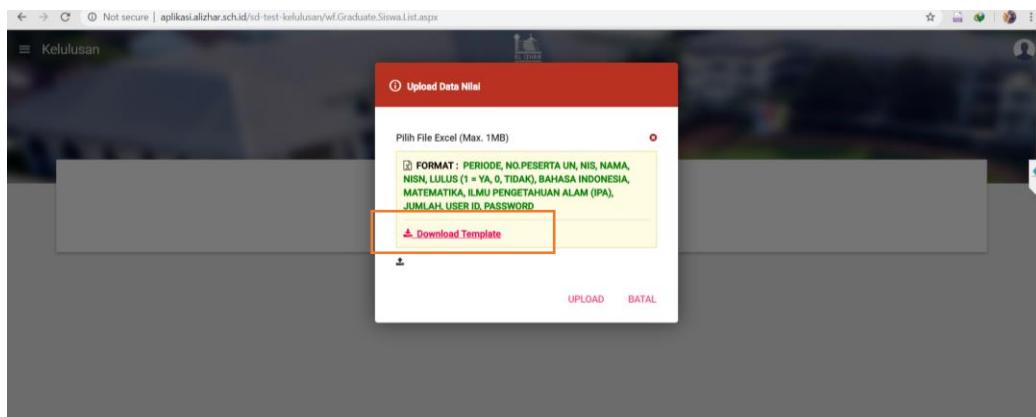 Not secure | aplikasi.alizhar.sch.id/sd-test-kelulusan/wf.Graduate.Siswa.List.aspx
Kelulusan
AL IZHAR
Upload Data Nilai
Pilih File Excel (Max. 1MB)
FORMAT : PERIODE, NO.PESERTA UN, NIS, NAMA,
NISN, LULUS (1 = YA, 0, TIDAK), BAHASA INDONESIA,
MATEMATIKA, ILMU PENGETAHUAN ALAM (IPA),
JUMLAH, USER ID, PASSWORD
Download Template
UPLOAD BATAL